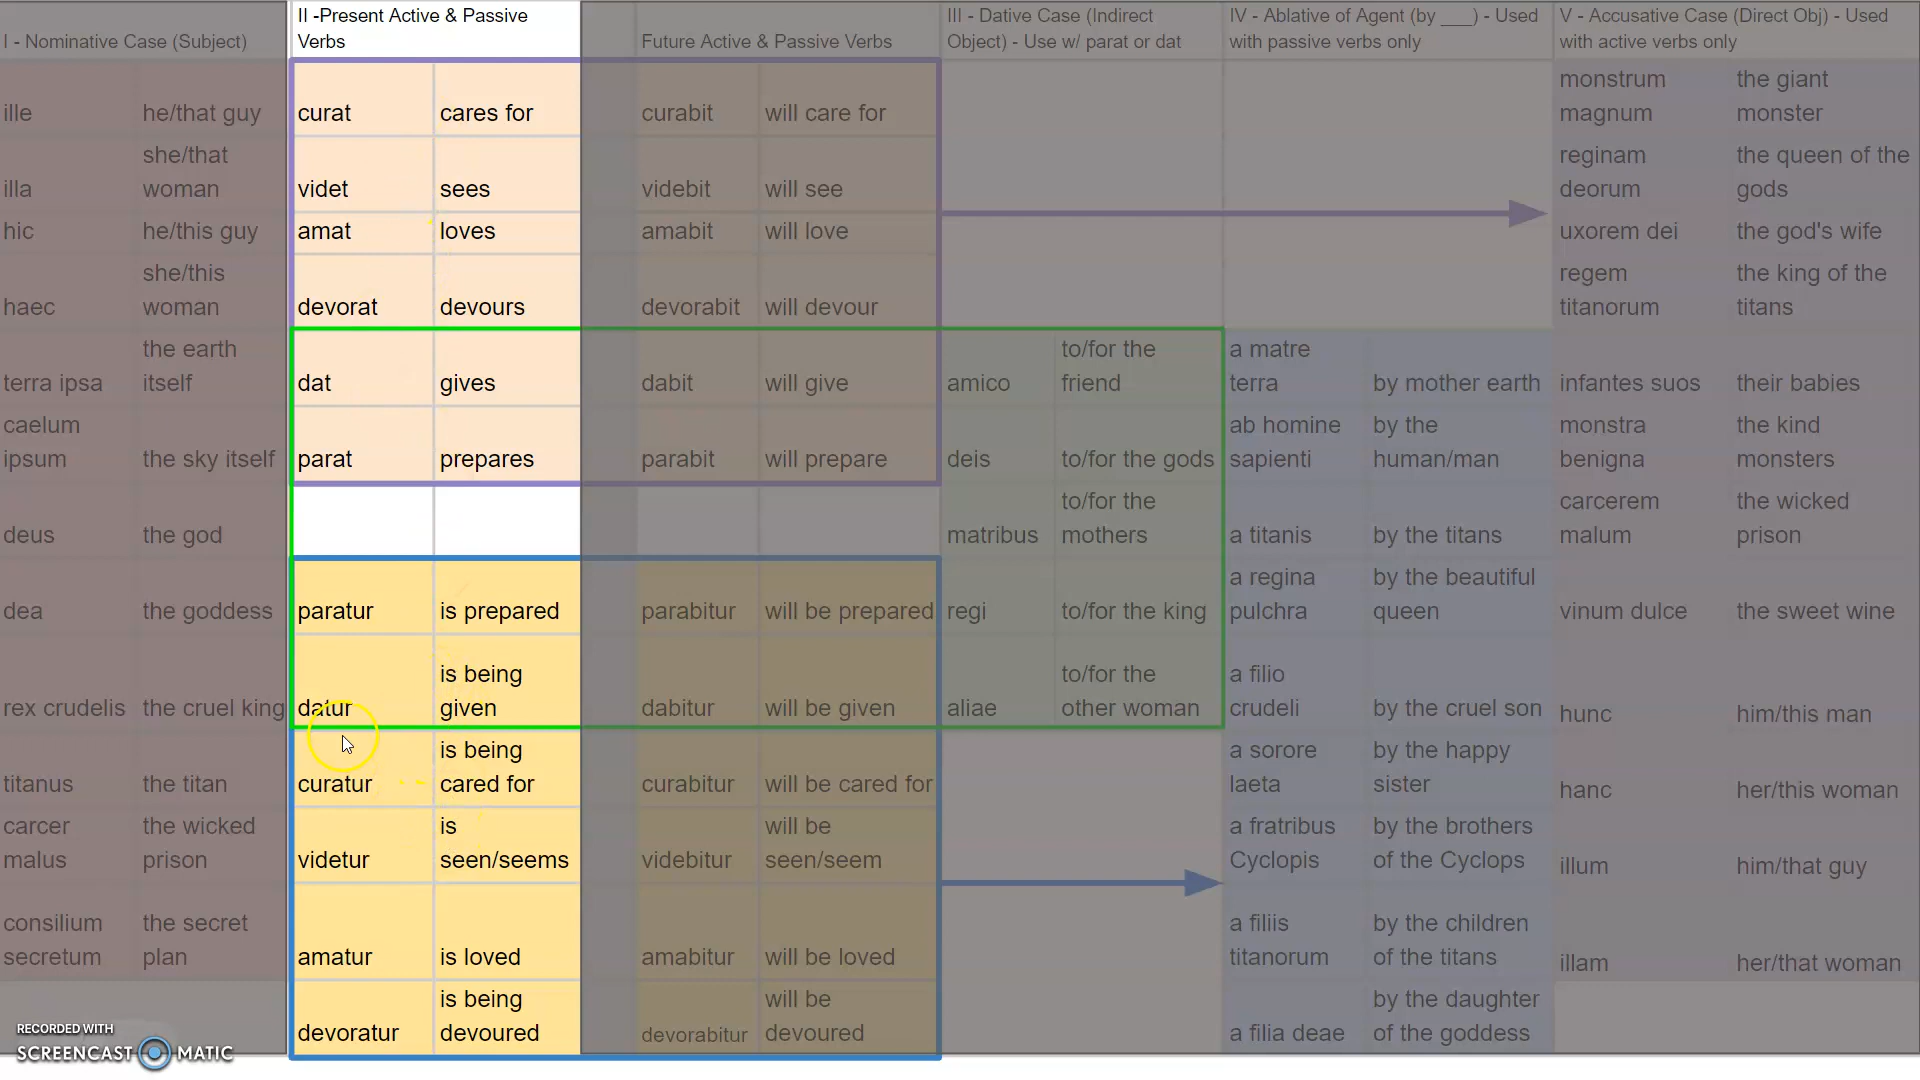 I - Nominative Case (Subject)
II -Present Active & Passive
Verbs
Future Active & Passive Verbs
III - Dative Case (Indirect
Object) - Use w/ parat or dat
IV - Ablative of Agent (by ___) - Used
with passive verbs only
V - Accusative Case (Direct Obj) - Used
with active verbs only
ille
he/that guy
curat
cares for
curabit
will care for
monstrum
magnum
the giant
monster
illa
she/that
woman
videt
sees
videbit
will see
reginam
deorum
the queen of the
gods
hic
he/this guy
amat
loves
amabit
will love
uxorem dei
the god's wife
haec
she/this
woman
devorat
devours
devorabit
will devour
regem
titanorum
the king of the
titans
terra ipsa
the earth
itself
dat
gives
dabit
will give
amico
to/for the
friend
a matre
terra
by mother earth
infantes suos
their babies
caelum
ipsum
the sky itself
parat
prepares
parabit
will prepare
deis
to/for the gods
ab homine
sapienti
by the
human/man
monstra
benigna
the kind
monsters
deus
the god
matribus
to/for the
mothers
a titanis
by the titans
carcerem
malum
the wicked
prison
dea
the goddess
paratur
is prepared
parabitur
will be prepared
regi
to/for the king
a regina
pulchra
by the beautiful
queen
vinum dulce
the sweet wine
rex crudelis
the cruel king
datur
is being
given
dabitur
will be given
aliae
to/for the
other woman
a filio
crudeli
by the cruel son
hunc
him/this man
titanus
the titan
curatur
is being
cared for
curabitur
will be cared for
a sorore
laeta
by the happy
sister
hanc
her/this woman
carcer
malus
the wicked
prison
videtur
is
seen/seems
videbitur
will be
seen/seem
a fratribus
Cyclopis
by the brothers
of the Cyclops
illum
him/that guy
consilium
secretum
the secret
plan
amatur
is loved
amabitur
will be loved
a filiis
titanorum
by the children
of the titans
illam
her/that woman
devoratur
is being
devoured
devorabitur
will be
devoured
a filia deae
by the daughter
of the goddess
RECORDED WITH
SCREENCAST MATIC